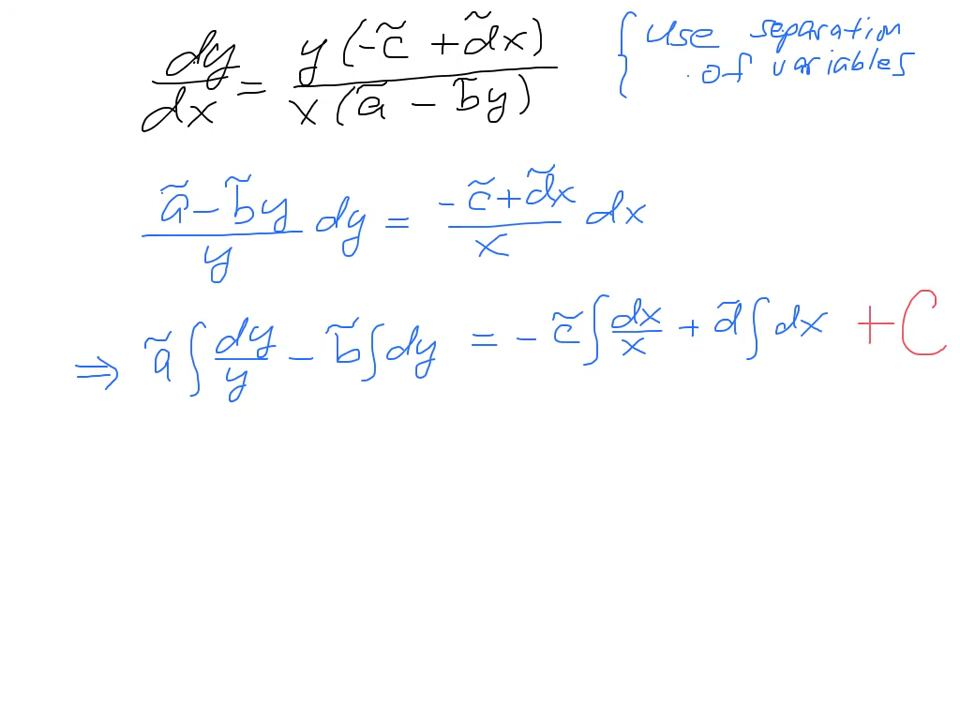 dy/dx = y(-c̃ + d̃x) / x(ã - b̃y) { Use separation
of variables
(ã - b̃y)/y dy = (-c̃ + d̃x)/x dx
⇒ ã ∫ dy/y - b̃ ∫ dy = - c̃ ∫ dx/x + d̃ ∫ dx + C